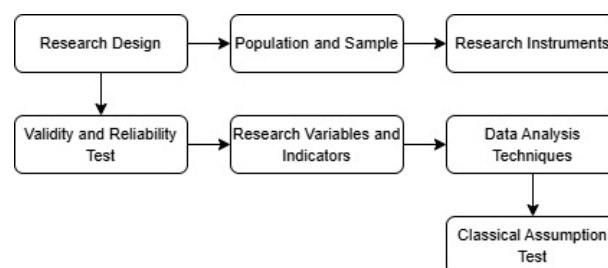 Research Design
Population and Sample
Research Instruments
Validity and Reliability
Test
Research Variables and
Indicators
Data Analysis
Techniques
Classical Assumption
Test